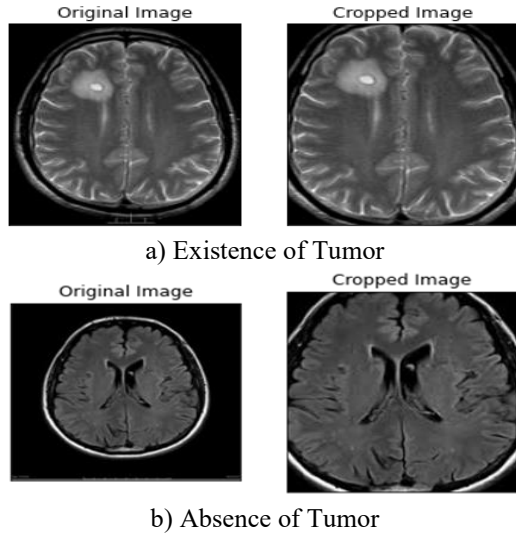 Original Image
Cropped Image
a) Existence of Tumor
Original Image
Cropped Image
b) Absence of Tumor